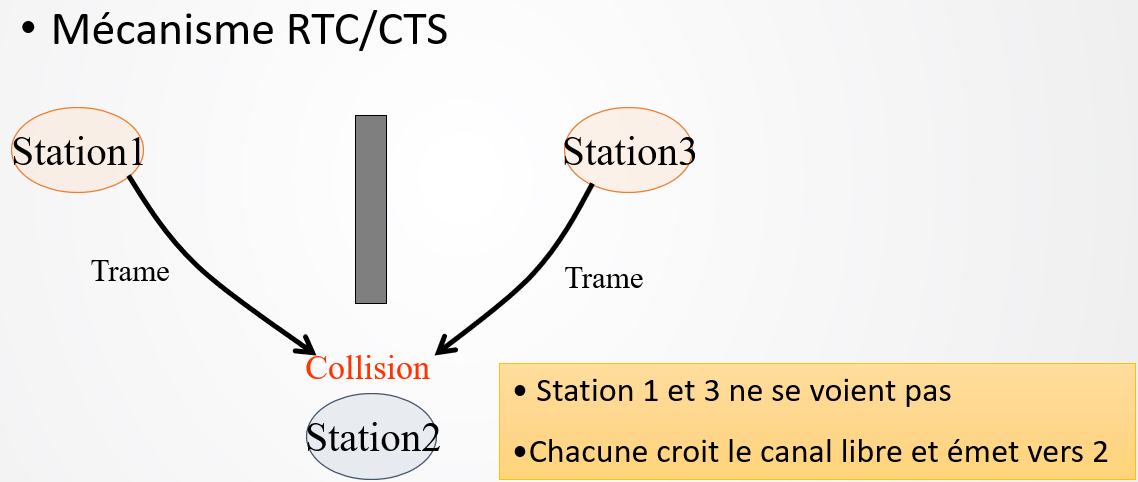 • Mécanisme RTC/CTS
Station1
Station3
Trame
Trame
Collision
Station2
• Station 1 et 3 ne se voient pas
•Chacune croit le canal libre et émet vers 2